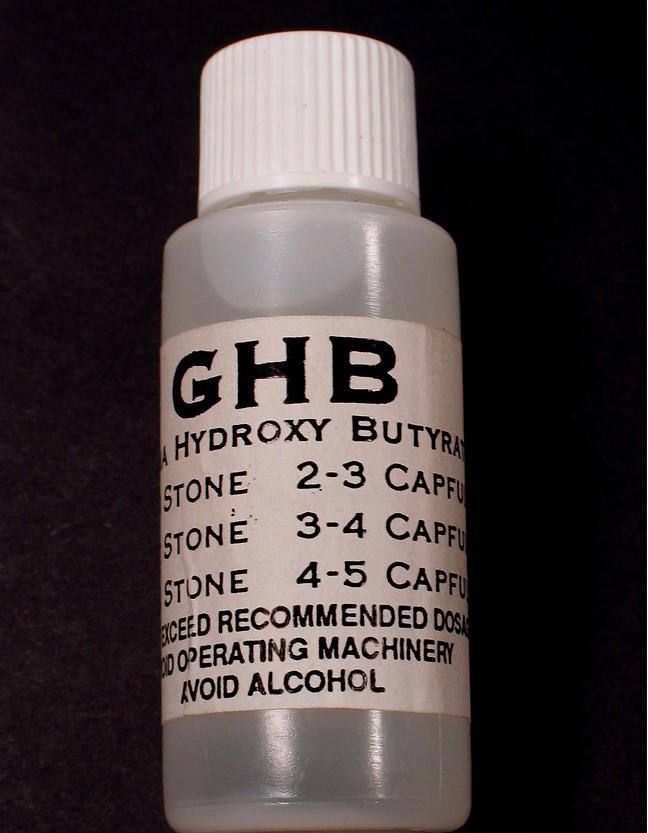 GHB
A HYDROXY BUTYRAT
STONE 2-3 CAPFU
STONE 3-4 CAPFU
STONE 4-5 CAPFU
EXCEED RECOMMENDED DOSA
OID OPERATING MACHINERY
AVOID ALCOHOL